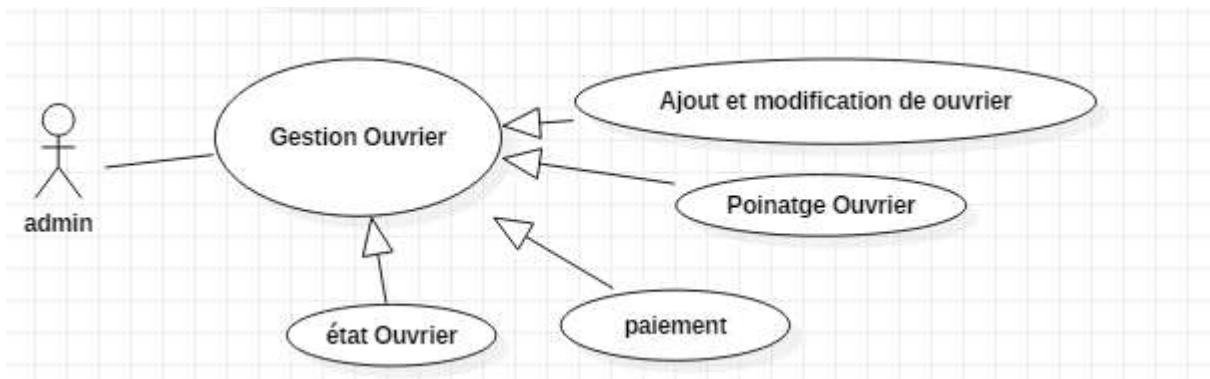 Ajout et modification de ouvrier
Gestion Ouvrier
Poinatge Ouvrier
admin
état Ouvrier
paiement